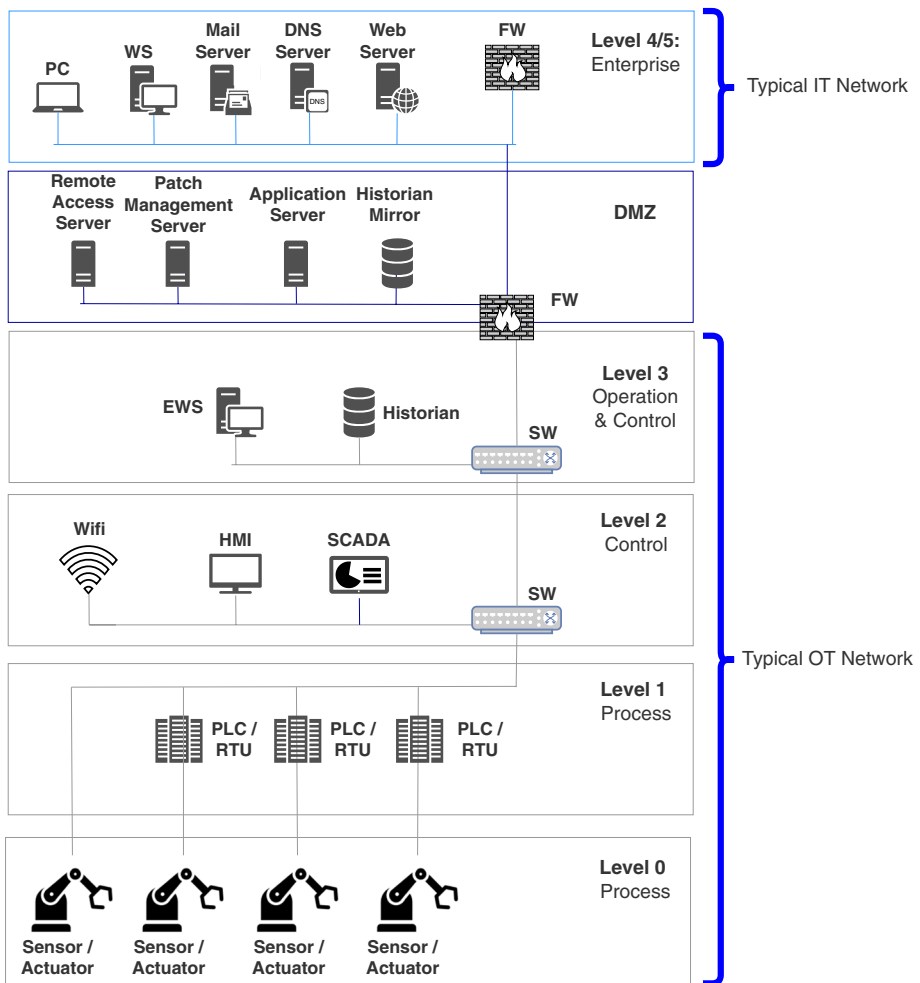 PC
WS
Mail
Server
DNS
Server
DNS
Web
Server
FW
Level 4/5:
Enterprise
Typical IT Network
Remote
Access
Server
Patch
Management
Server
Application
Server
Historian
Mirror
DMZ
FW
EWS
Historian
SW
Level 3
Operation
& Control
Wifi
HMI
SCADA
SW
Level 2
Control
Typical OT Network
PLC /
RTU
PLC /
RTU
PLC /
RTU
Level 1
Process
Level 0
Process
Sensor /
Actuator
Sensor /
Actuator
Sensor /
Actuator
Sensor /
Actuator